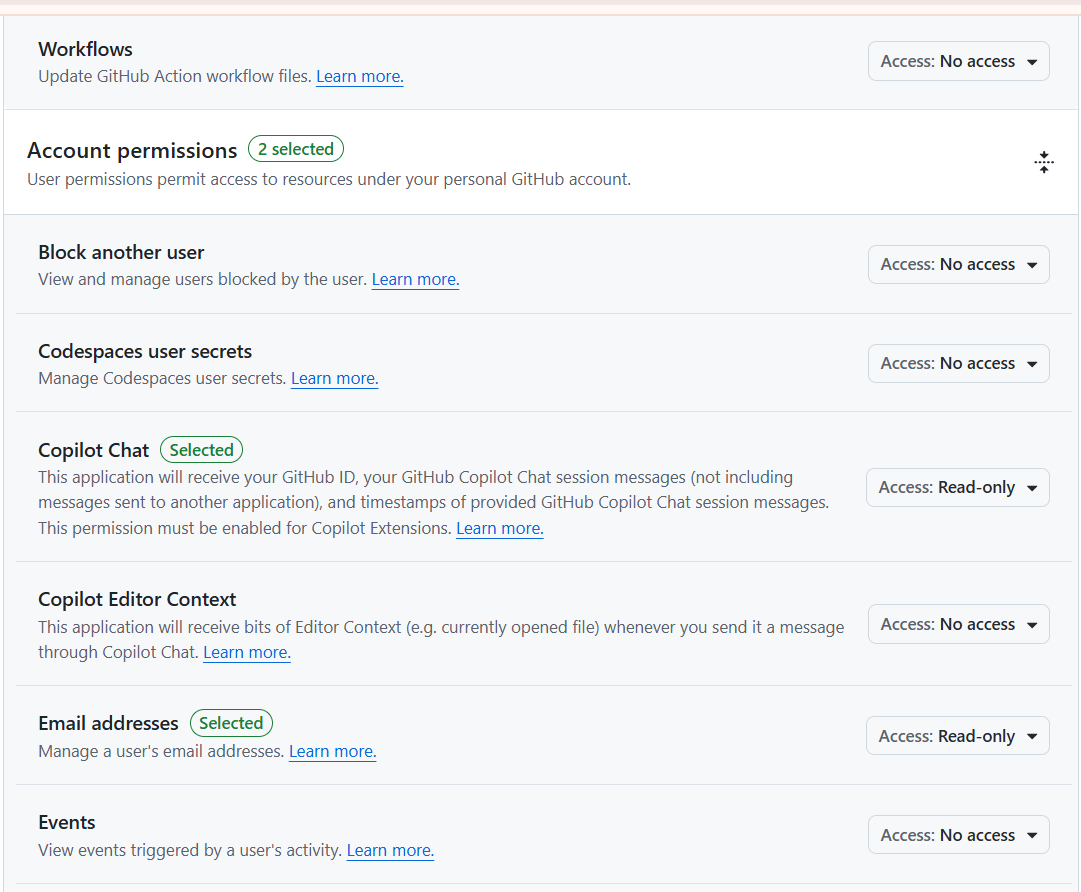 Workflows
Update GitHub Action workflow files. Learn more.
Access: No access
Account permissions 2 selected
User permissions permit access to resources under your personal GitHub account.
Block another user
View and manage users blocked by the user. Learn more.
Access: No access
Codespaces user secrets
Manage Codespaces user secrets. Learn more.
Access: No access
Copilot Chat Selected
This application will receive your GitHub ID, your GitHub Copilot Chat session messages (not including
messages sent to another application), and timestamps of provided GitHub Copilot Chat session messages.
This permission must be enabled for Copilot Extensions. Learn more.
Access: Read-only
Copilot Editor Context
This application will receive bits of Editor Context (e.g. currently opened file) whenever you send it a message
through Copilot Chat. Learn more.
Access: No access
Email addresses Selected
Manage a user's email addresses. Learn more.
Access: Read-only
Events
View events triggered by a user's activity. Learn more.
Access: No access